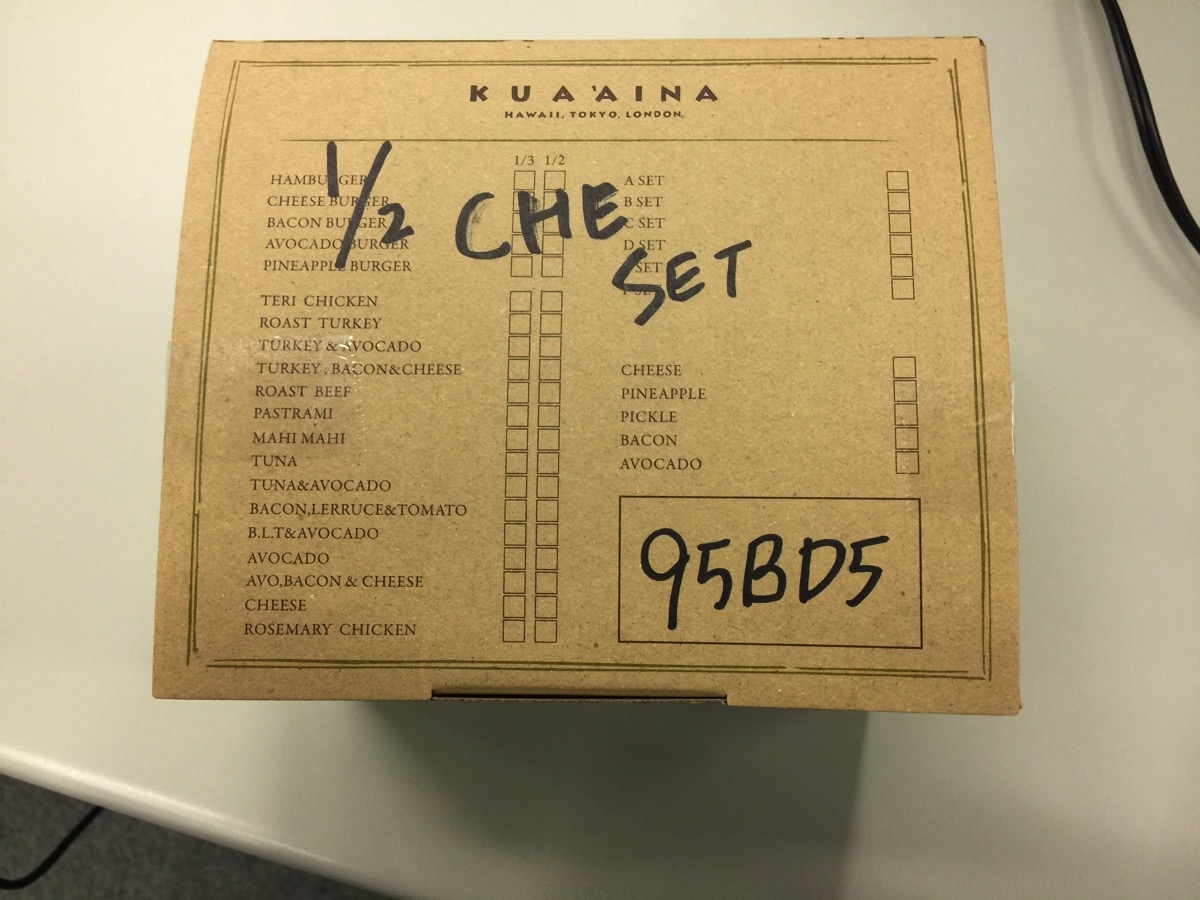 KUA'AINA
HAWAII, TOKYO, LONDON.
1/3 1/2
HAMBURGER
CHEESE BURGER
BACON BURGER
AVOCADO BURGER
PINEAPPLE BURGER
1/2 CHE
SET
TERI CHICKEN
ROAST TURKEY
TURKEY & AVOCADO
TURKEY, BACON&CHEESE
ROAST BEEF
PASTRAMI
MAHI MAHI
TUNA
TUNA&AVOCADO
BACON,LERRUCE&TOMATO
B.L.T&AVOCADO
AVOCADO
AVO,BACON & CHEESE
CHEESE
ROSEMARY CHICKEN
A SET
B SET
C SET
D SET
SET
CHEESE
PINEAPPLE
PICKLE
BACON
AVOCADO
95BD5